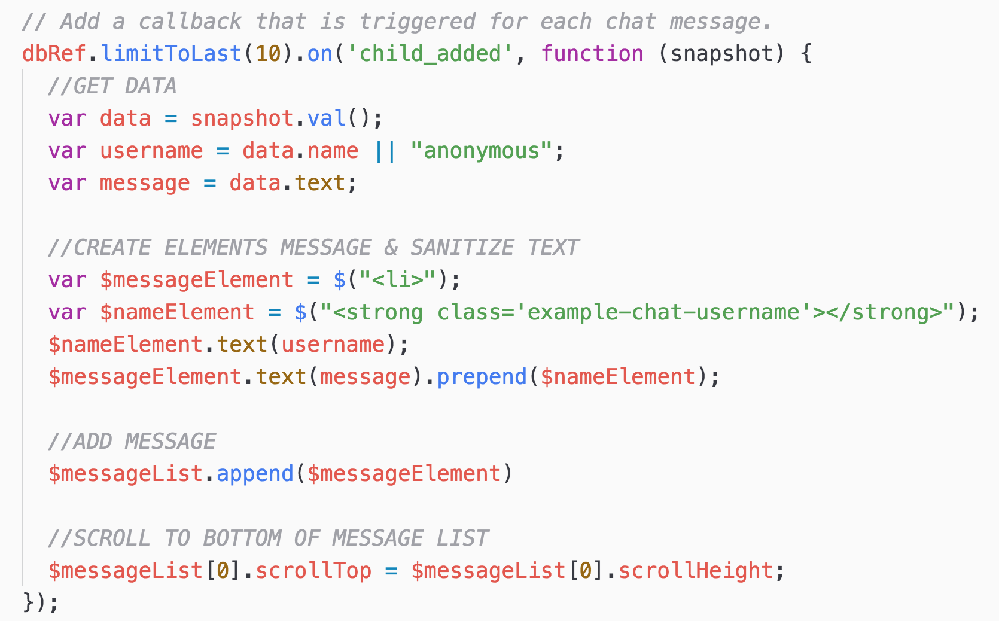 // Add a callback that is triggered for each chat message.
dbRef.limitToLast(10).on('child_added', function (snapshot) {
  //GET DATA
  var data = snapshot.val();
  var username = data.name || "anonymous";
  var message = data.text;

  //CREATE ELEMENTS MESSAGE & SANITIZE TEXT
  var $messageElement = $("<li>");
  var $nameElement = $("<strong class='example-chat-username'></strong>");
  $nameElement.text(username);
  $messageElement.text(message).prepend($nameElement);

  //ADD MESSAGE
  $messageList.append($messageElement)

  //SCROLL TO BOTTOM OF MESSAGE LIST
  $messageList[0].scrollTop = $messageList[0].scrollHeight;
});